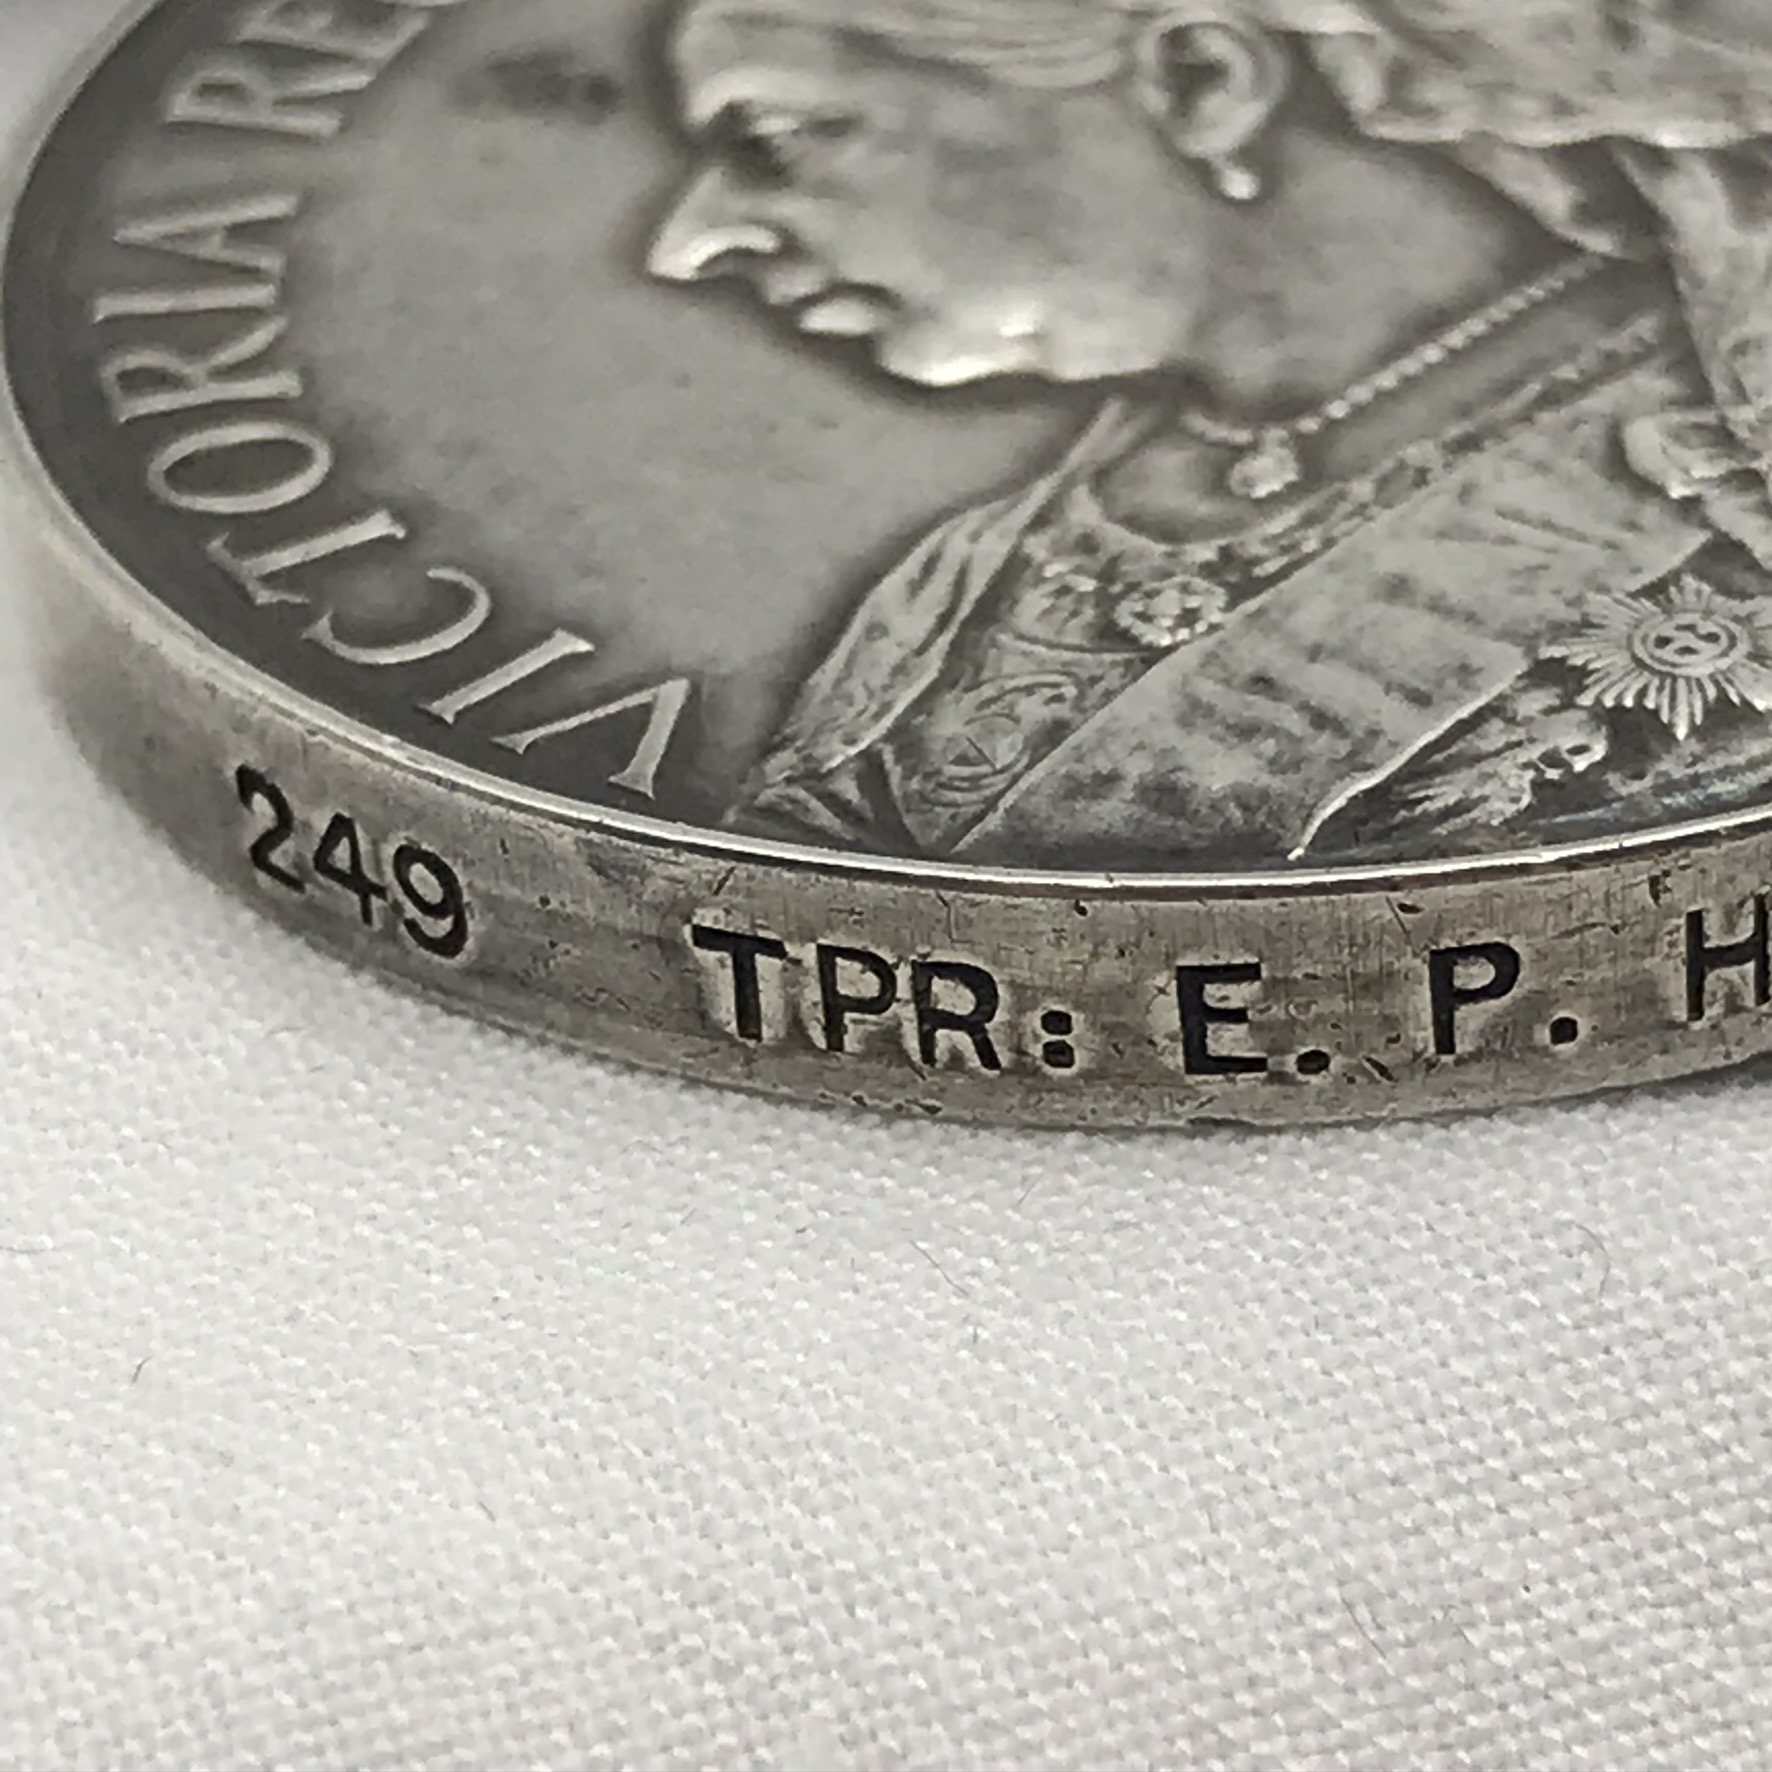 VICTORIA RE
249 TPR: E. P. H